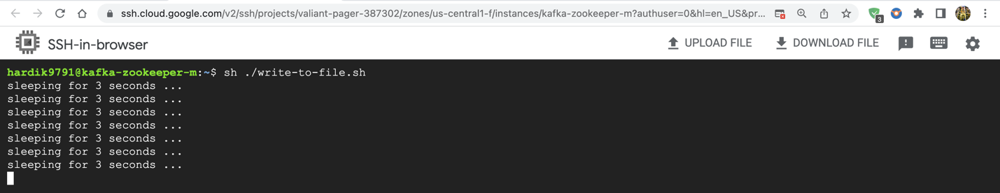 ssh.cloud.google.com/v2/ssh/projects/valiant-pager-387302/zones/us-central1-f/instances/kafka-zookeeper-m?authuser=0&hl=en_US&pr...
3
SSH-in-browser
UPLOAD FILE
DOWNLOAD FILE
hardik9791@kafka-zookeeper-m:~$ sh ./write-to-file.sh
sleeping for 3 seconds ...
sleeping for 3 seconds ...
sleeping for 3 seconds ...
sleeping for 3 seconds ...
sleeping for 3 seconds ...
sleeping for 3 seconds ...
sleeping for 3 seconds ...